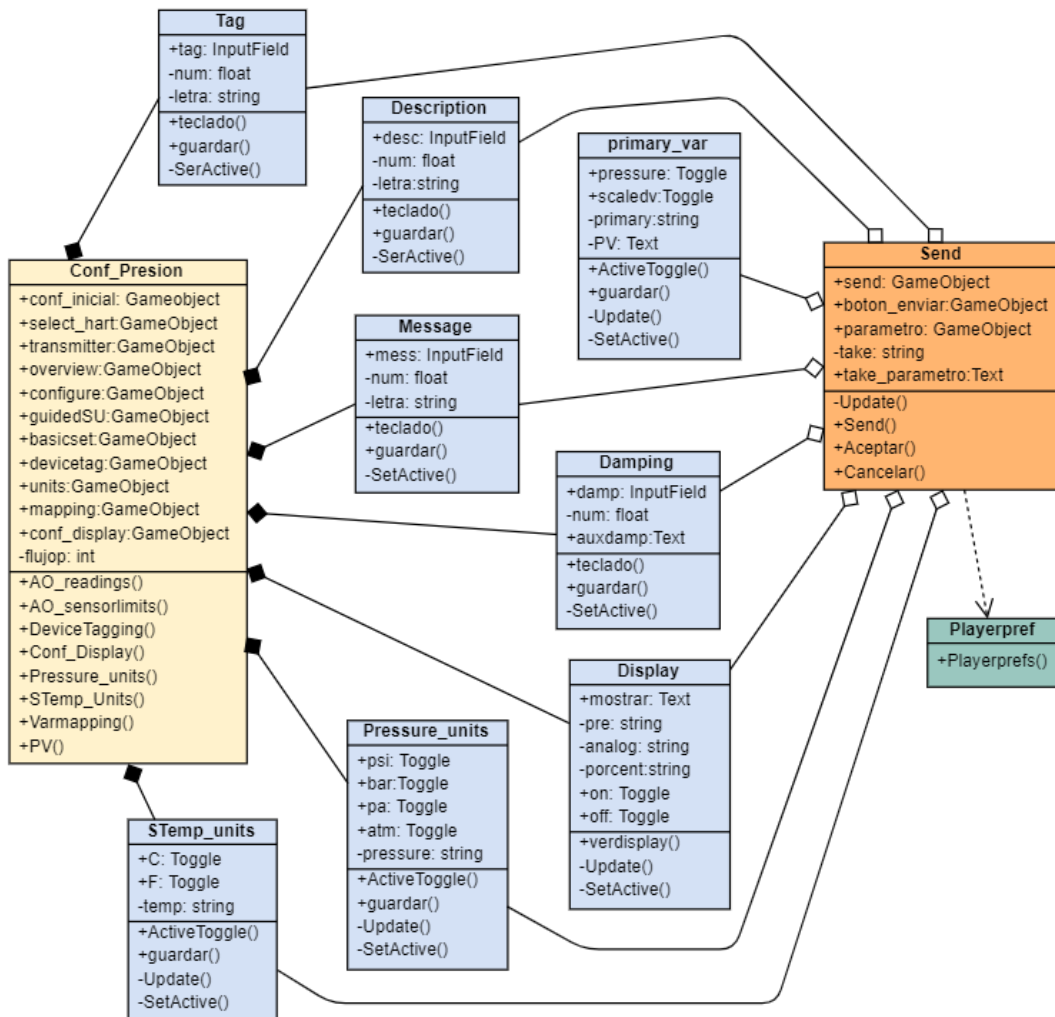 Tag
+tag: InputField
-num: float
-letra: string
+teclado()
+guardar()
-SerActive()
Description
+desc: InputField
-num: float
-letra:string
+teclado()
+guardar()
-SerActive()
primary_var
+pressure: Toggle
+scaledv:Toggle
-primary:string
-PV: Text
+ActiveToggle()
+guardar()
-Update()
-SetActive()
Send
+send: GameObject
+boton_enviar:GameObject
+parametro: GameObject
-take: string
+take_parametro:Text
-Update()
+Send()
+Aceptar()
+Cancelar()
Conf_Presion
+conf_inicial: Gameobject
+select_hart:GameObject
+transmitter:GameObject
+overview:GameObject
+configure:GameObject
+guidedSU:GameObject
+basicset:GameObject
+devicetag:GameObject
+units:GameObject
+mapping:GameObject
+conf_display:GameObject
-flujop: int
+AO_readings()
+AO_sensorlimits()
+DeviceTagging()
+Conf_Display()
+Pressure_units()
+STemp_Units()
+Varmapping()
+PV()
Message
+mess: InputField
-num: float
-letra: string
+teclado()
+guardar()
-SetActive()
Damping
+damp: InputField
-num: float
+auxdamp:Text
+teclado()
+guardar()
-SetActive()
Playerpref
+Playerprefs()
Display
+mostrar: Text
-pre: string
-analog: string
-porcent:string
+on: Toggle
+off: Toggle
+verdisplay()
-Update()
-SetActive()
Pressure_units
+psi: Toggle
+bar:Toggle
+pa: Toggle
+atm: Toggle
-pressure: string
+ActiveToggle()
+guardar()
-Update()
-SetActive()
STemp_units
+C: Toggle
+F: Toggle
-temp: string
+ActiveToggle()
+guardar()
-Update()
-SetActive()